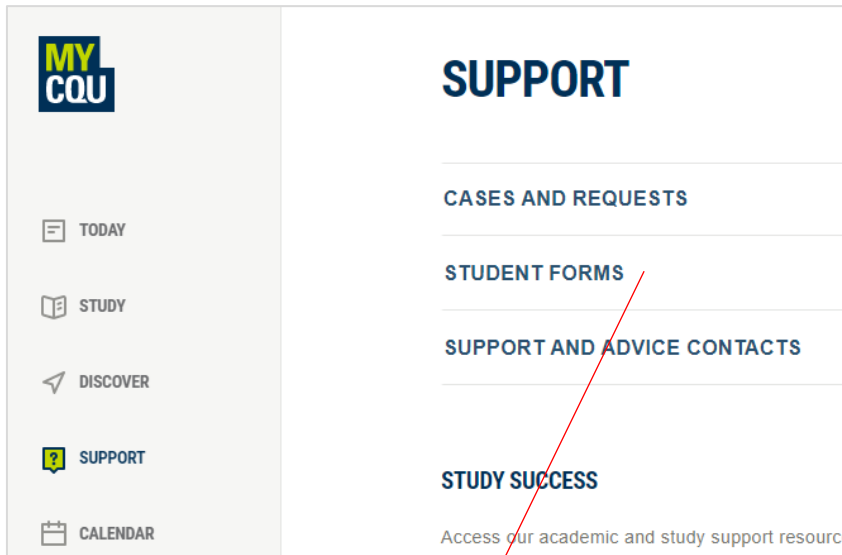 MY
CQU
TODAY
STUDY
DISCOVER
SUPPORT
CALENDAR
SUPPORT
CASES AND REQUESTS
STUDENT FORMS
SUPPORT AND ADVICE CONTACTS
STUDY SUCCESS
Access our academic and study support resourc